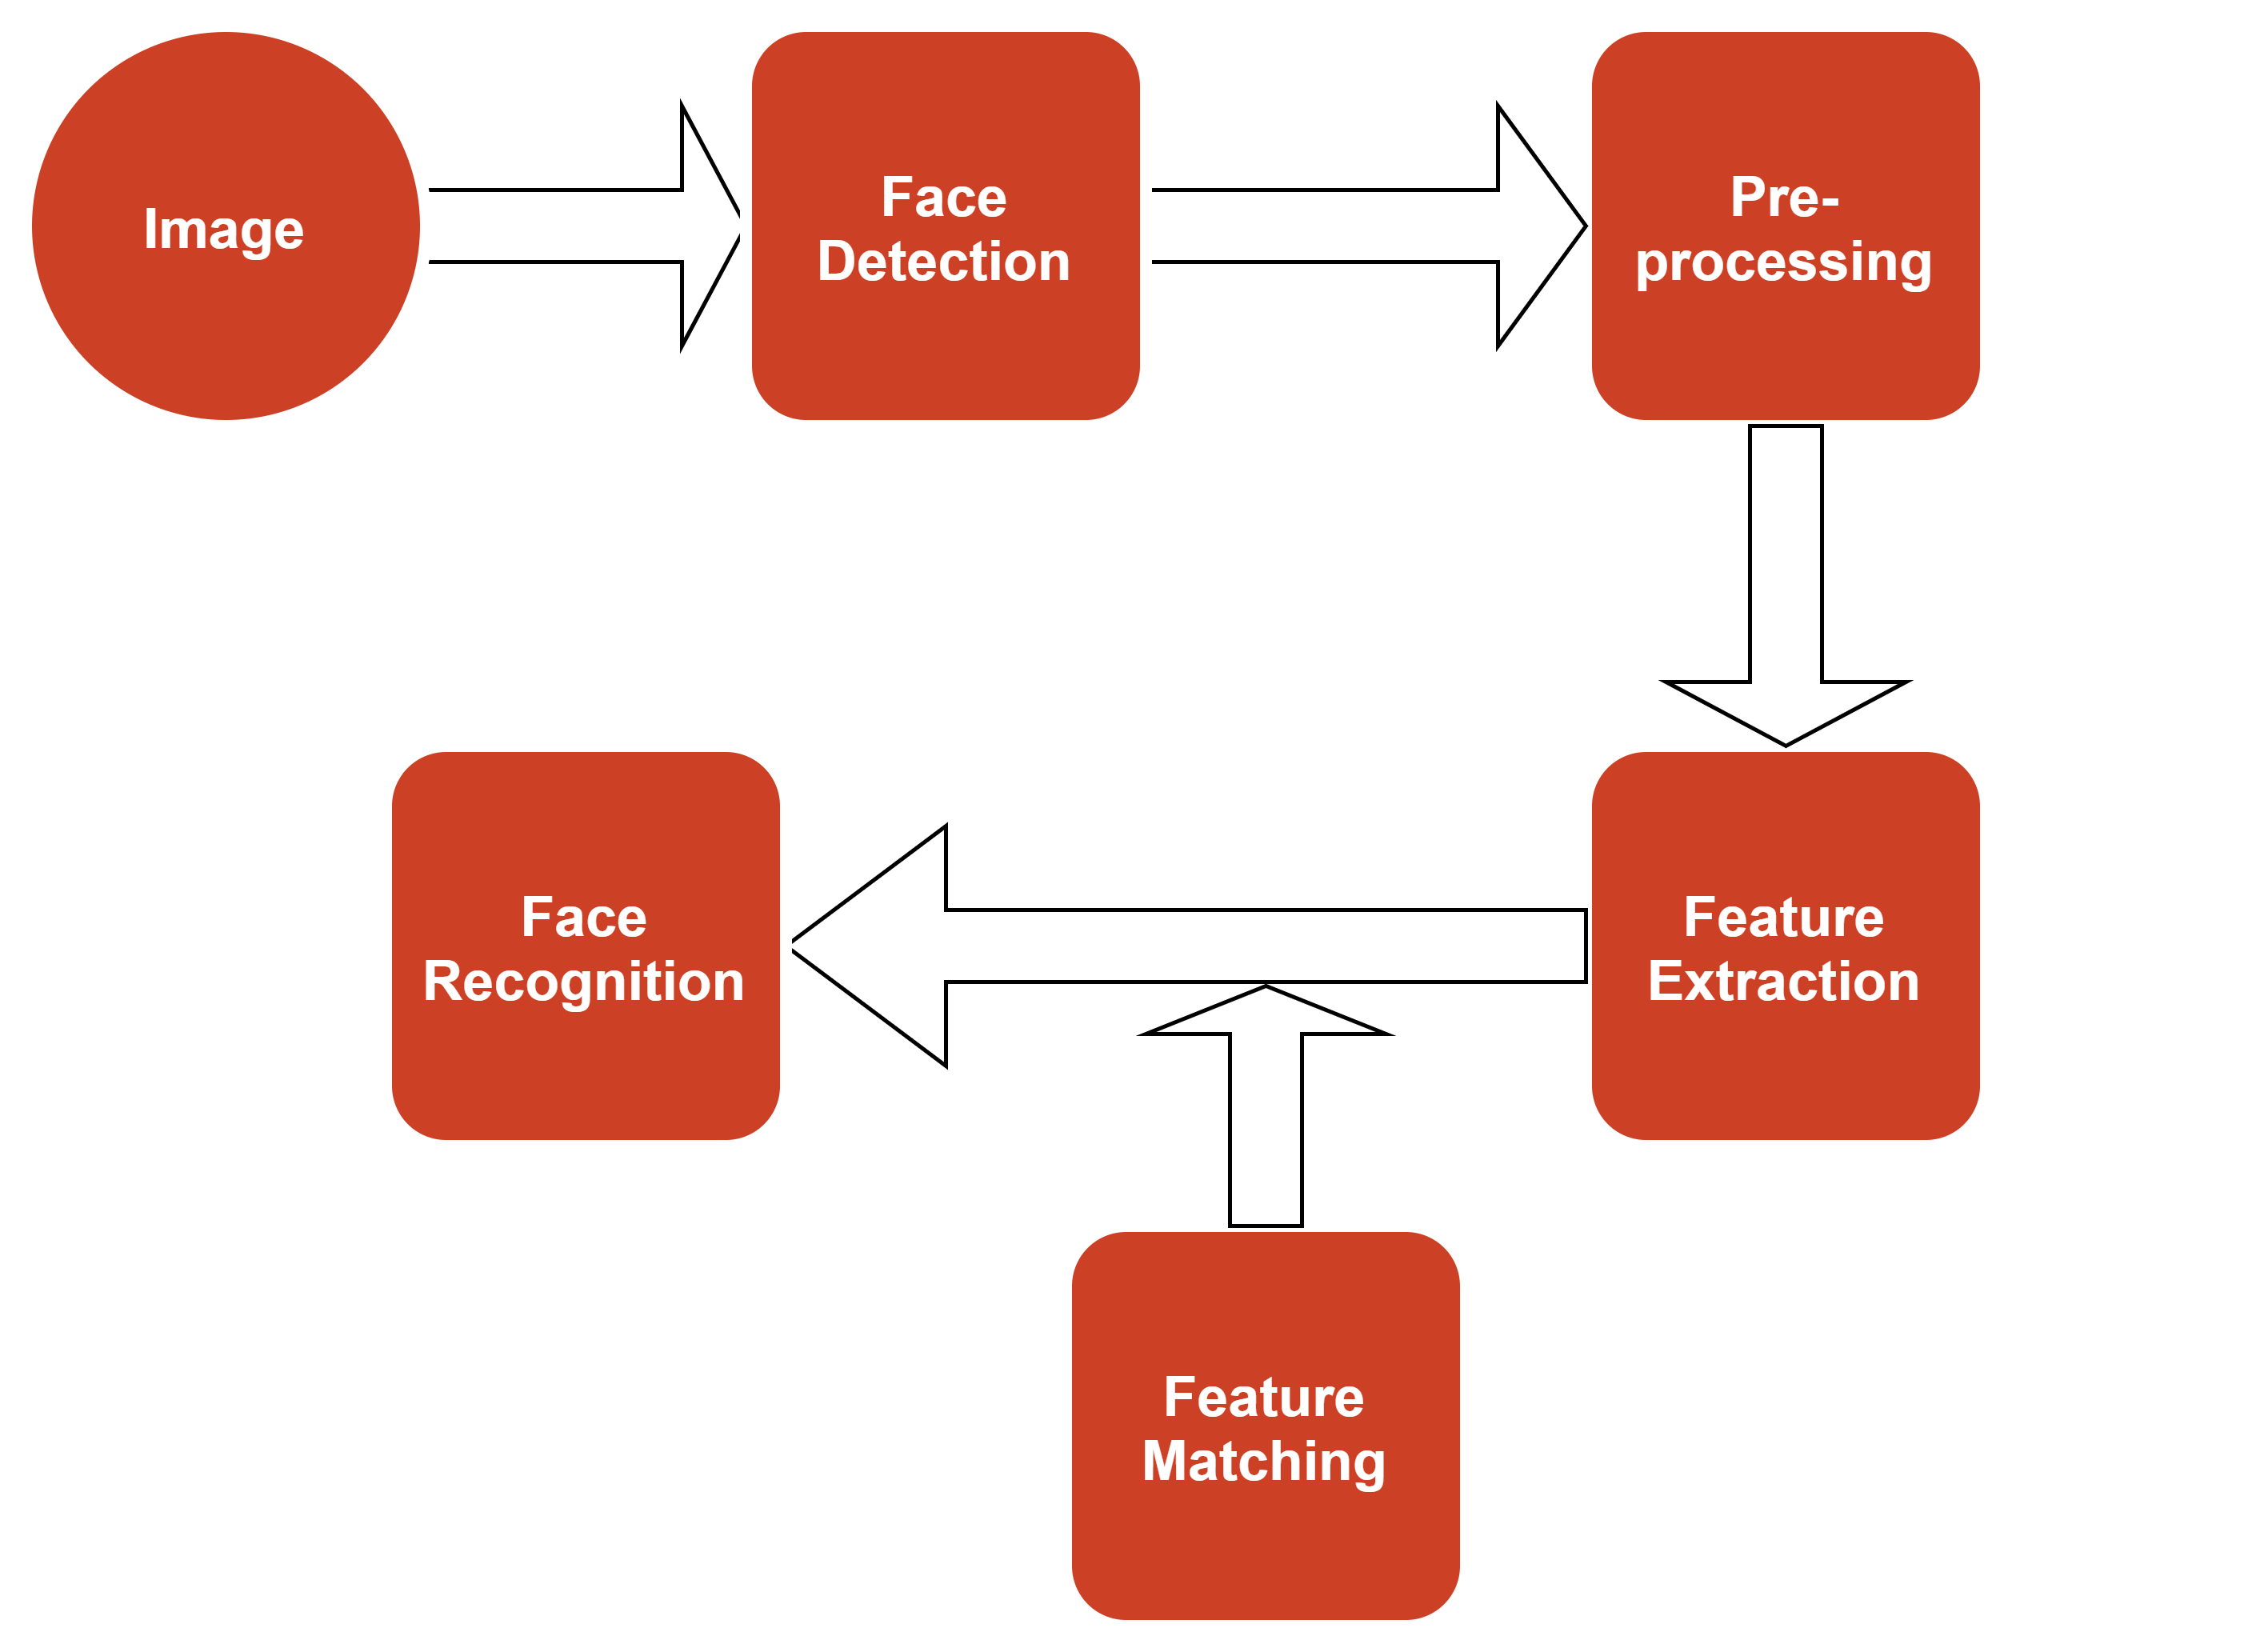 Image
Face
Detection
Pre-
processing
Face
Recognition
Feature
Extraction
Feature
Matching